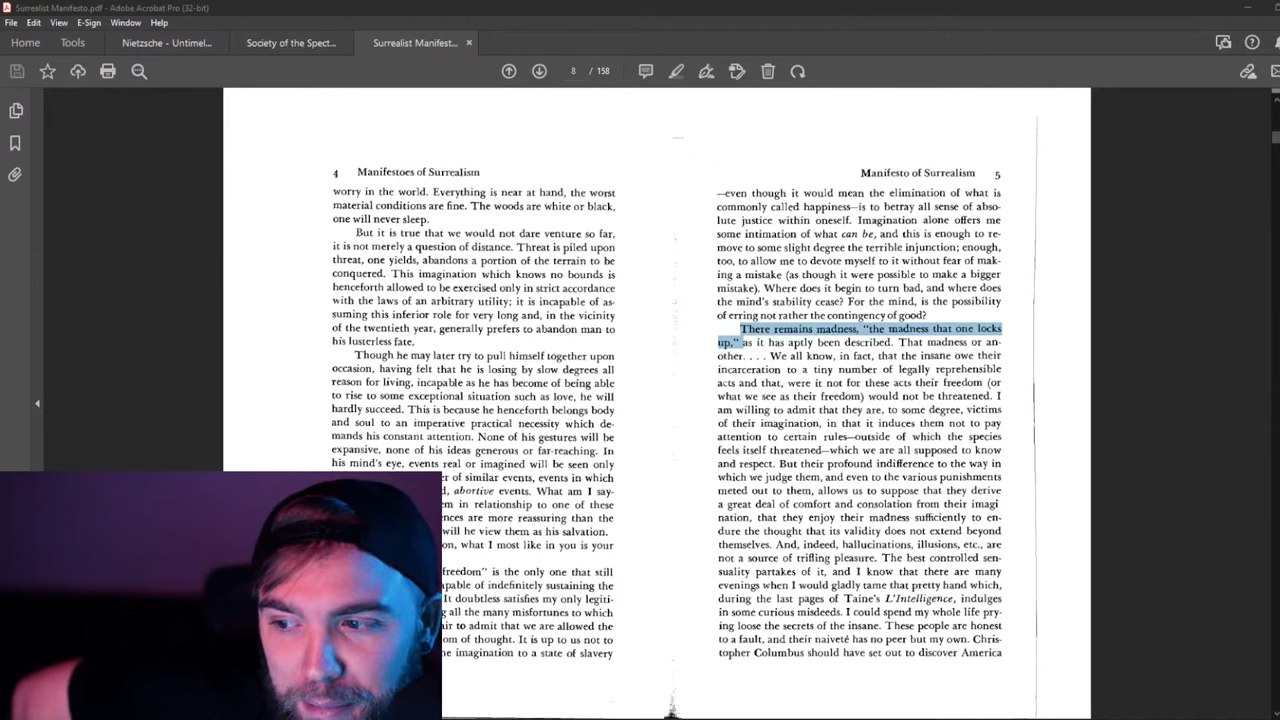 Surrealist Manifesto.pdf - Adobe Acrobat Pro (32-bit)
File Edit View E-Sign Window Help
Home Tools Nietzsche - Untimel... Society of the Spect... Surrealist Manifest... ×
8 / 158
4 Manifestoes of Surrealism
worry in the world. Everything is near at hand, the worst
material conditions are fine. The woods are white or black,
one will never sleep.
But it is true that we would not dare venture so far,
it is not merely a question of distance. Threat is piled upon
threat, one yields, abandons a portion of the terrain to be
conquered. This imagination which knows no bounds is
henceforth allowed to be exercised only in strict accordance
with the laws of an arbitrary utility; it is incapable of as-
suming this inferior role for very long and, in the vicinity
of the twentieth year, generally prefers to abandon man to
his lusterless fate.
Though he may later try to pull himself together upon
occasion, having felt that he is losing by slow degrees all
reason for living, incapable as he has become of being able
to rise to some exceptional situation such as love, he will
hardly succeed. This is because he henceforth belongs body
and soul to an imperative practical necessity which de-
mands his constant attention. None of his gestures will be
expansive, none of his ideas generous or far-reaching. In
his mind's eye, events real or imagined will be seen only
of similar events, events in which
abortive events. What am I say-
in relationship to one of these
are more reassuring than the
will he view them as his salvation.
what I most like in you is your
freedom" is the only one that still
of indefinitely sustaining the
It doubtless satisfies my only legiti-
all the many misfortunes to which
to admit that we are allowed the
of thought. It is up to us not to
imagination to a state of slavery
Manifesto of Surrealism 5
—even though it would mean the elimination of what is
commonly called happiness—is to betray all sense of abso-
lute justice within oneself. Imagination alone offers me
some intimation of what can be, and this is enough to re-
move to some slight degree the terrible injunction; enough,
too, to allow me to devote myself to it without fear of mak-
ing a mistake (as though it were possible to make a bigger
mistake). Where does it begin to turn bad, and where does
the mind's stability cease? For the mind, is the possibility
of erring not rather the contingency of good?
There remains madness, "the madness that one locks
up," as it has aptly been described. That madness or an-
other. . . . We all know, in fact, that the insane owe their
incarceration to a tiny number of legally reprehensible
acts and that, were it not for these acts their freedom (or
what we see as their freedom) would not be threatened. I
am willing to admit that they are, to some degree, victims
of their imagination, in that it induces them not to pay
attention to certain rules—outside of which the species
feels itself threatened—which we are all supposed to know
and respect. But their profound indifference to the way in
which we judge them, and even to the various punishments
meted out to them, allows us to suppose that they derive
a great deal of comfort and consolation from their imagi
nation, that they enjoy their madness sufficiently to en-
dure the thought that its validity does not extend beyond
themselves. And, indeed, hallucinations, illusions, etc., are
not a source of trifling pleasure. The best controlled sen-
suality partakes of it, and I know that there are many
evenings when I would gladly tame that pretty hand which,
during the last pages of Taine's L'Intelligence, indulges
in some curious misdeeds. I could spend my whole life pry-
ing loose the secrets of the insane. These people are honest
to a fault, and their naiveté has no peer but my own. Chris-
topher Columbus should have set out to discover America